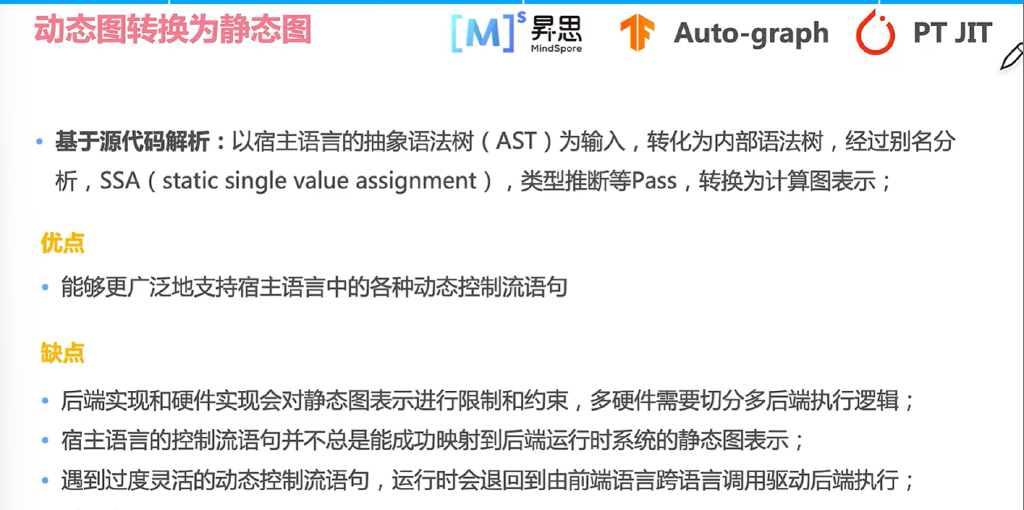 动态图转换为静态图
[M]S 昇思 MindSpore
Auto-graph
PT JIT
• 基于源代码解析：以宿主语言的抽象语法树（AST）为输入，转化为内部语法树，经过别名分
析，SSA（static single value assignment），类型推断等Pass，转换为计算图表示；
优点
• 能够更广泛地支持宿主语言中的各种动态控制流语句
缺点
• 后端实现和硬件实现会对静态图表示进行限制和约束，多硬件需要切分多后端执行逻辑；
• 宿主语言的控制流语句并不总是能成功映射到后端运行时系统的静态图表示；
• 遇到过度灵活的动态控制流语句，运行时会退回到由前端语言跨语言调用驱动后端执行；